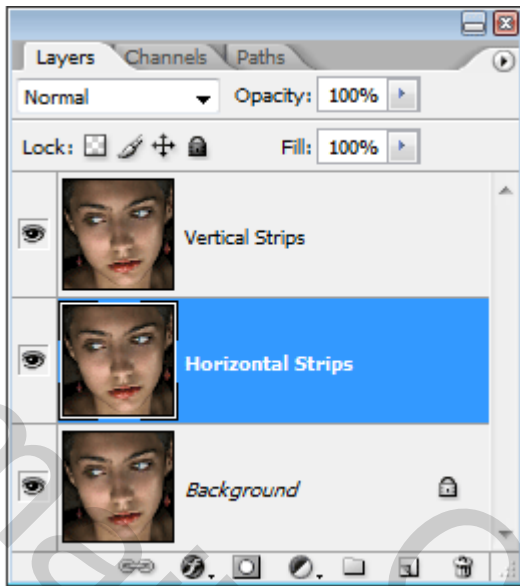 Layers Channels Paths
Normal Opacity: 100%
Lock: Fill: 100%
Vertical Strips
Horizontal Strips
Background